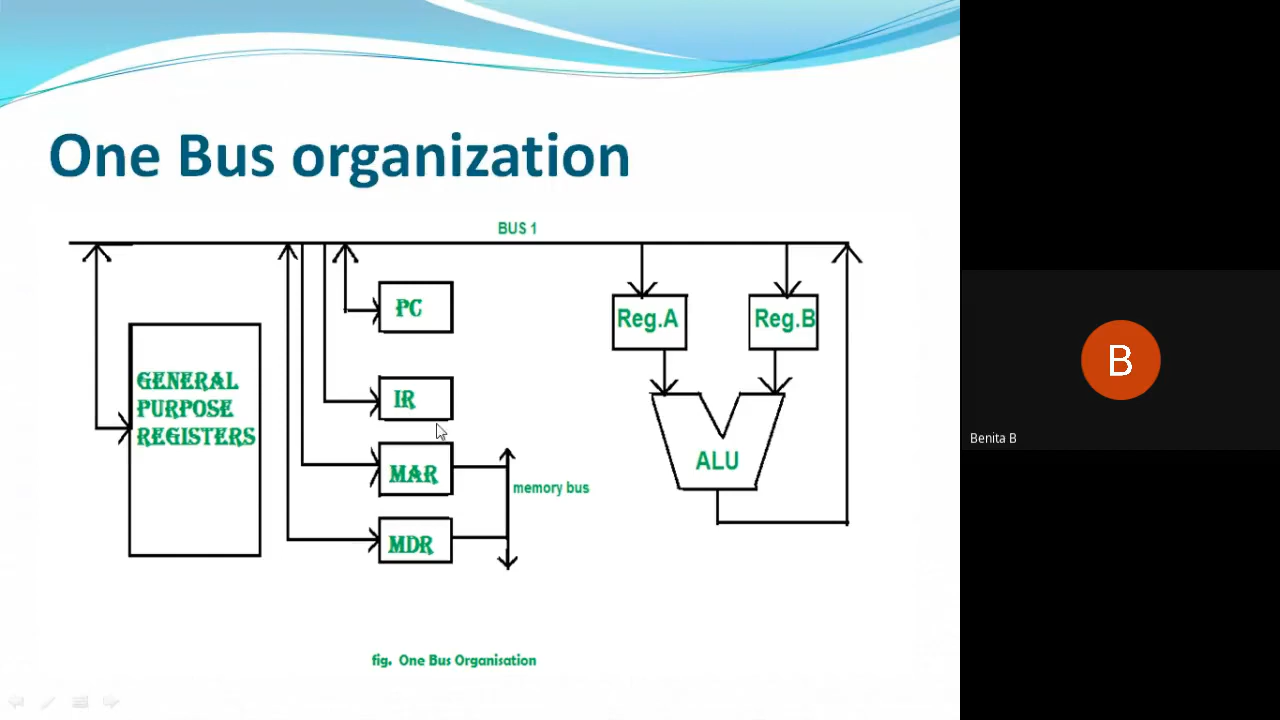 One Bus organization
BUS 1
PC
Reg.A
Reg.B
GENERAL
PURPOSE
REGISTERS
IR
MAR
ALU
memory bus
MDR
fig. One Bus Organisation
B
Benita B